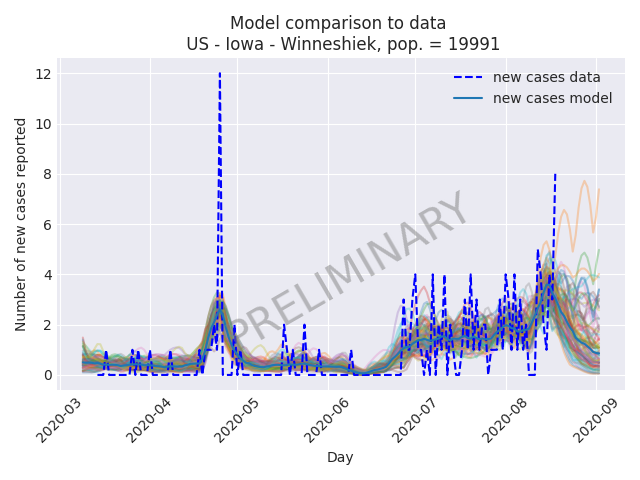 Model comparison to data
US - Iowa - Winneshiek, pop. = 19991
new cases data
new cases model
PRELIMINARY
Number of new cases reported
12
10
8
6
4
2
0
2020-03
2020-04
2020-05
2020-06
2020-07
2020-08
2020-09
Day